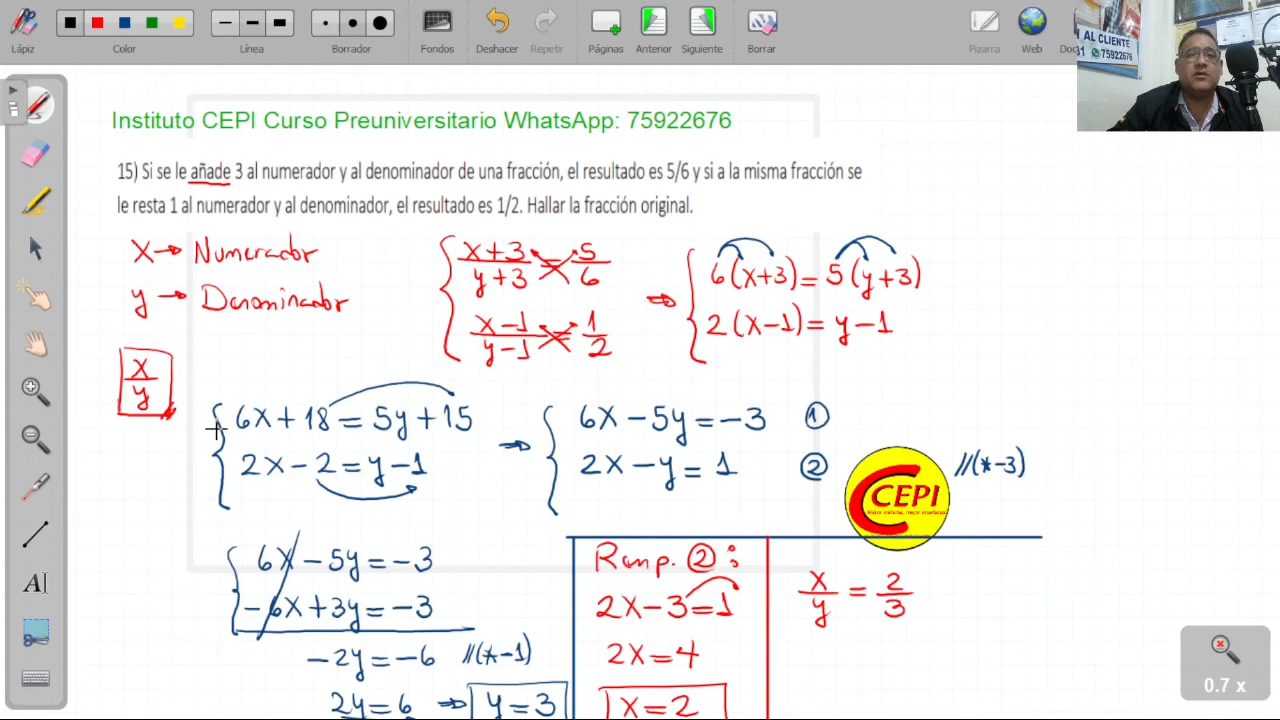 Lápiz
Color
Línea
Borrador
Fondos
Deshacer
Repetir
Páginas
Anterior
Siguiente
Borrar
Pizarra
Web
AL CLIENTE
75922676
Instituto CEPI Curso Preuniversitario WhatsApp: 75922676
15) Si se le añade 3 al numerador y al denominador de una fracción, el resultado es 5/6 y si a la misma fracción se
le resta 1 al numerador y al denominador, el resultado es 1/2. Hallar la fracción original.
x → Numerador
y → Denominador
x/y
{ (x+3)/(y+3) = 5/6
(x-1)/(y-1) = 1/2
⇒ { 6(x+3) = 5(y+3)
2(x-1) = y-1
{ 6x + 18 = 5y + 15
2x - 2 = y - 1
⇒ { 6x - 5y = -3 ①
2x - y = 1 ② //(*-3)
CEPI
{ 6x - 5y = -3
-6x + 3y = -3
-2y = -6 //(*-1)
2y = 6 ⇒ y = 3
Remp. ②:
2x - 3 = 1
2x = 4
x = 2
x/y = 2/3
AI
0.7 x